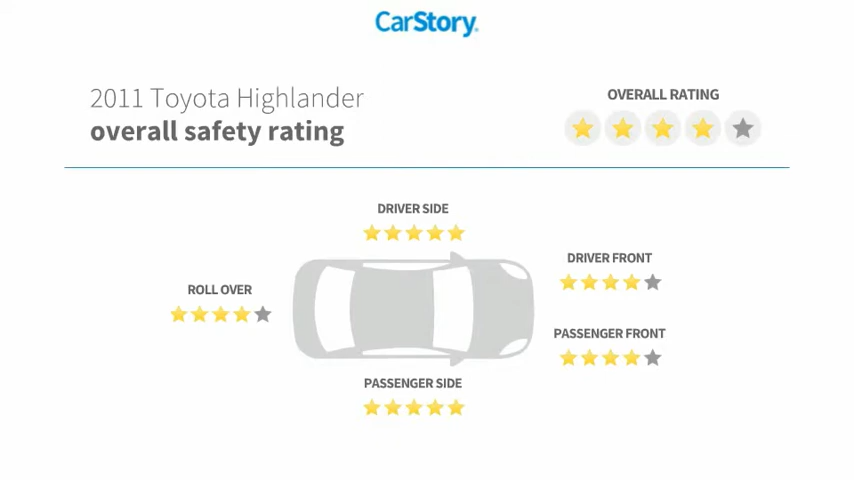 CarStory
2011 Toyota Highlander
overall safety rating
OVERALL RATING
DRIVER SIDE
DRIVER FRONT
ROLL OVER
PASSENGER FRONT
PASSENGER SIDE